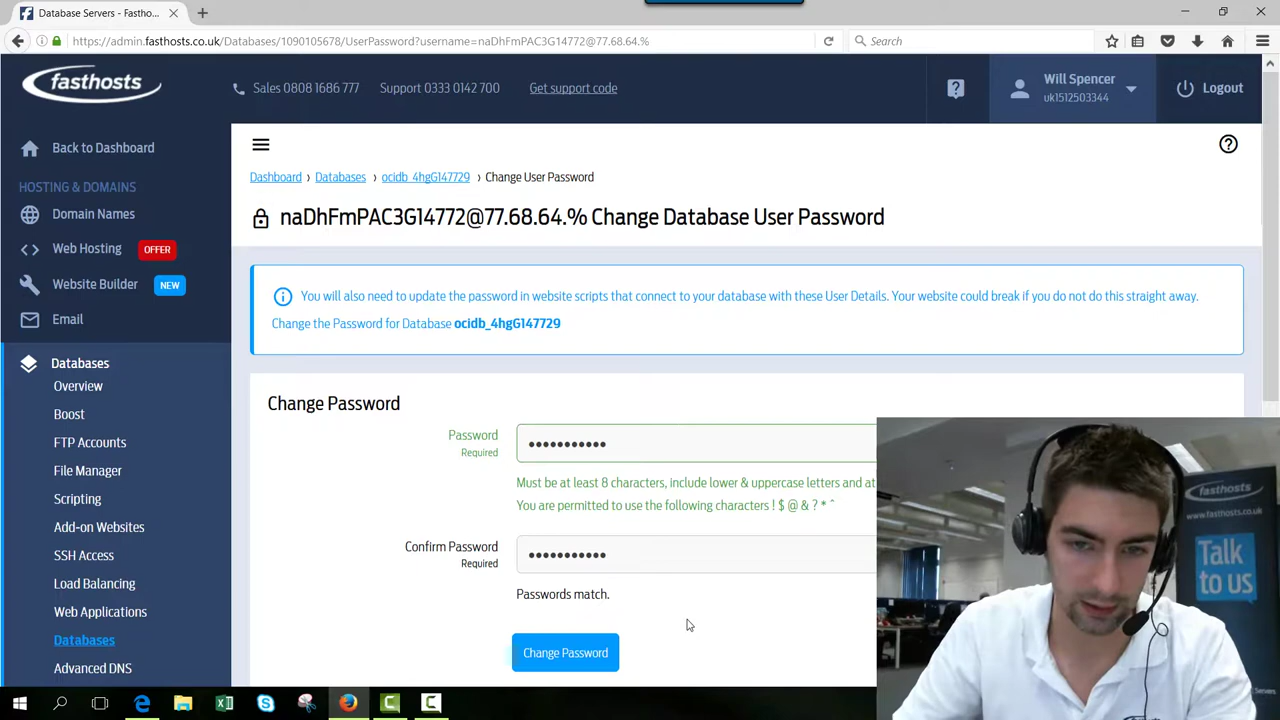 Database Servers - Fastho...
https://admin.fasthosts.co.uk/Databases/1090105678/UserPassword?username=naDhFmPAC3G14772@77.68.64.%
Search
fasthosts
Sales 0808 1686 777
Support 0333 0142 700
Get support code
Will Spencer
uk1512503344
Logout
Back to Dashboard
HOSTING & DOMAINS
Domain Names
Web Hosting OFFER
Website Builder NEW
Email
Databases
Overview
Boost
FTP Accounts
File Manager
Scripting
Add-on Websites
SSH Access
Load Balancing
Web Applications
Databases
Advanced DNS
Dashboard › Databases › ocidb_4hgG147729 › Change User Password
naDhFmPAC3G14772@77.68.64.% Change Database User Password
You will also need to update the password in website scripts that connect to your database with these User Details. Your website could break if you do not do this straight away.
Change the Password for Database ocidb_4hgG147729
Change Password
Password
Required
•••••••••••
Must be at least 8 characters, include lower & uppercase letters and at
You are permitted to use the following characters ! $ @ & ? * ^
Confirm Password
Required
•••••••••••
Passwords match.
Change Password
fasthosts
www.fasthosts.co.uk
Talk
to us